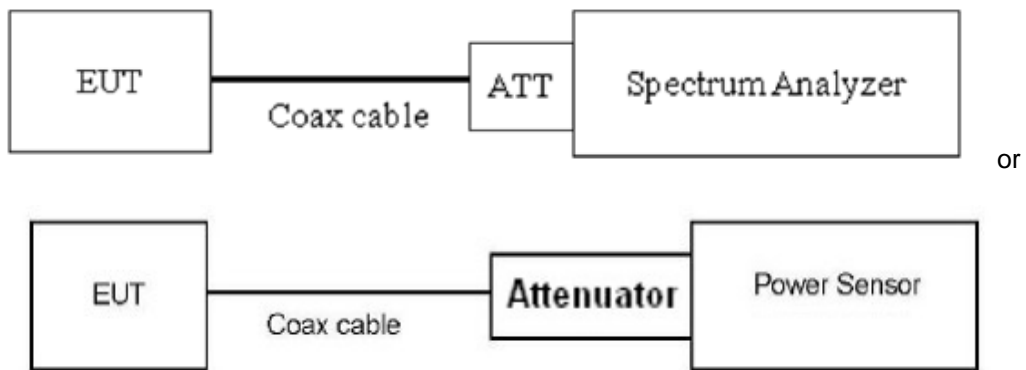 EUT
Coax cable
ATT
Spectrum Analyzer
or
EUT
Coax cable
Attenuator
Power Sensor